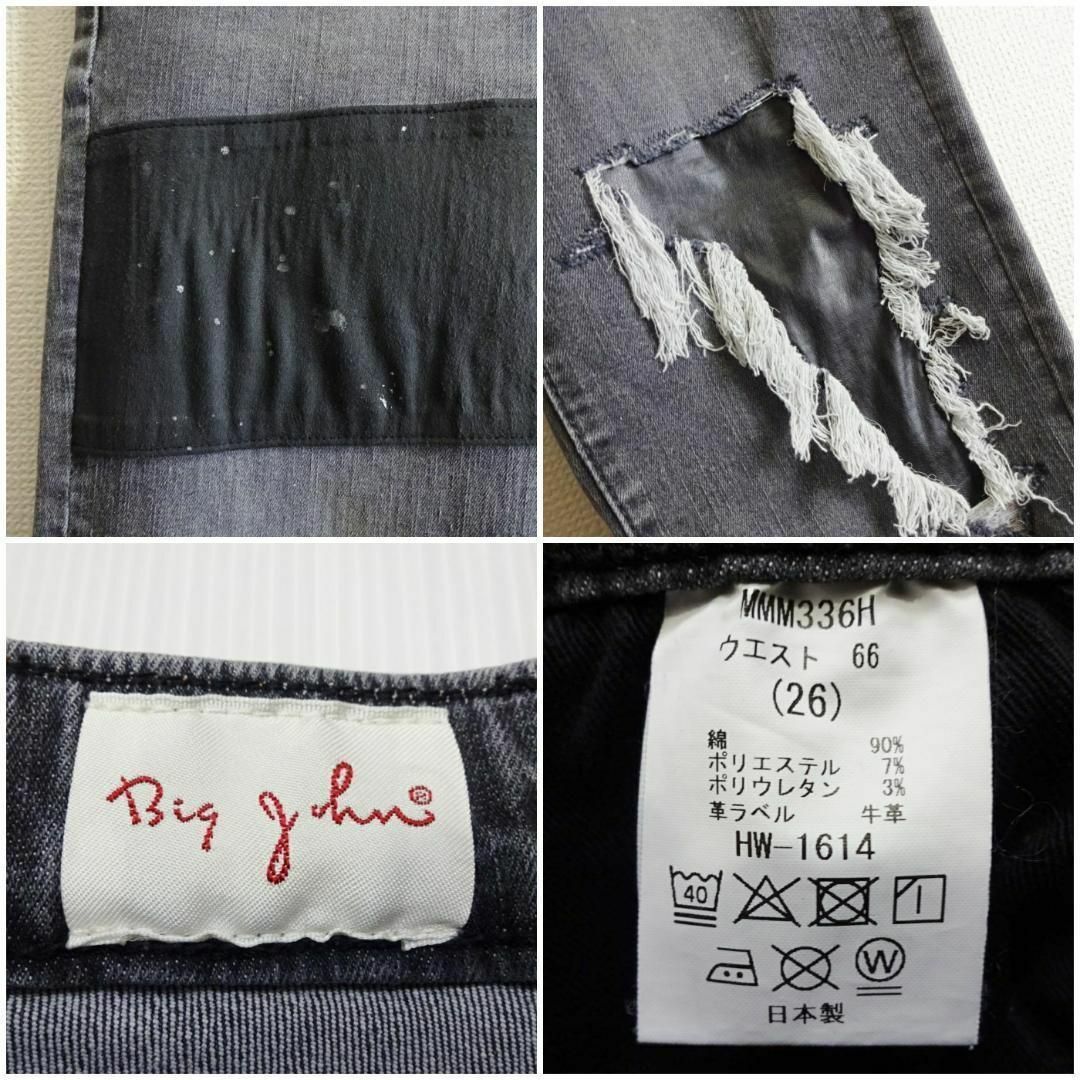 Big John®
MMM336H
ウエスト 66
(26)
綿 90%
ポリエステル 7%
ポリウレタン 3%
革ラベル 牛革
HW-1614
40
W
日本製